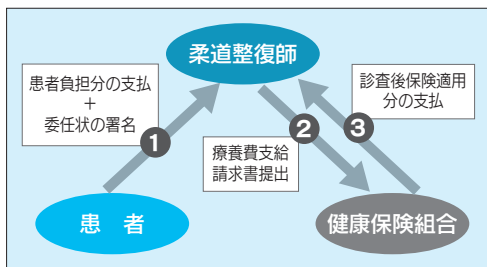 柔道整復師
患者負担分の支払
+
委任状の署名
診査後保険適用
分の支払
1
2
3
療養費支給
請求書提出
患 者
健康保険組合